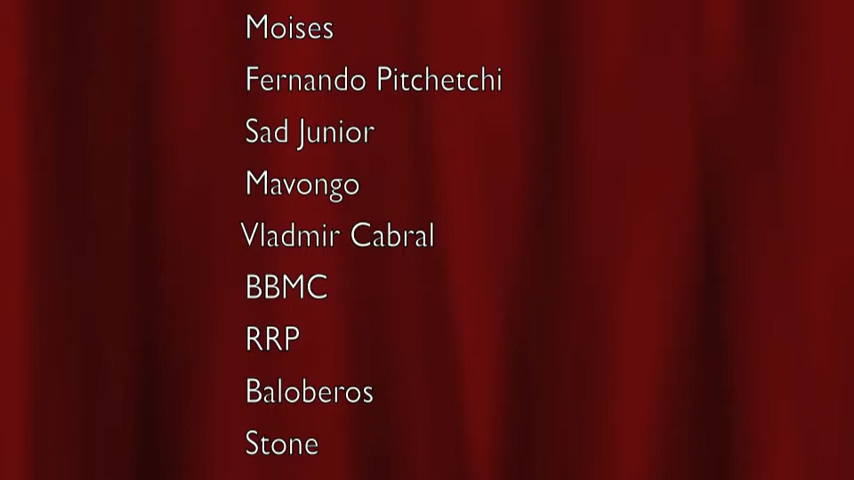 Moises
Fernando Pitchetchi
Sad Junior
Mavongo
Vladmir Cabral
BBMC
RRP
Baloberos
Stone